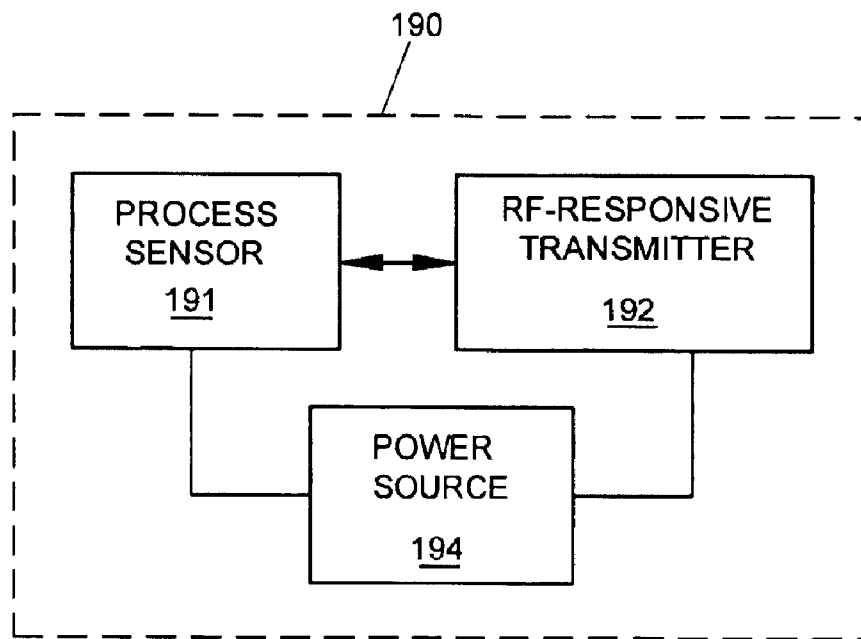 190
PROCESS
SENSOR
191
RF-RESPONSIVE
TRANSMITTER
192
POWER
SOURCE
194